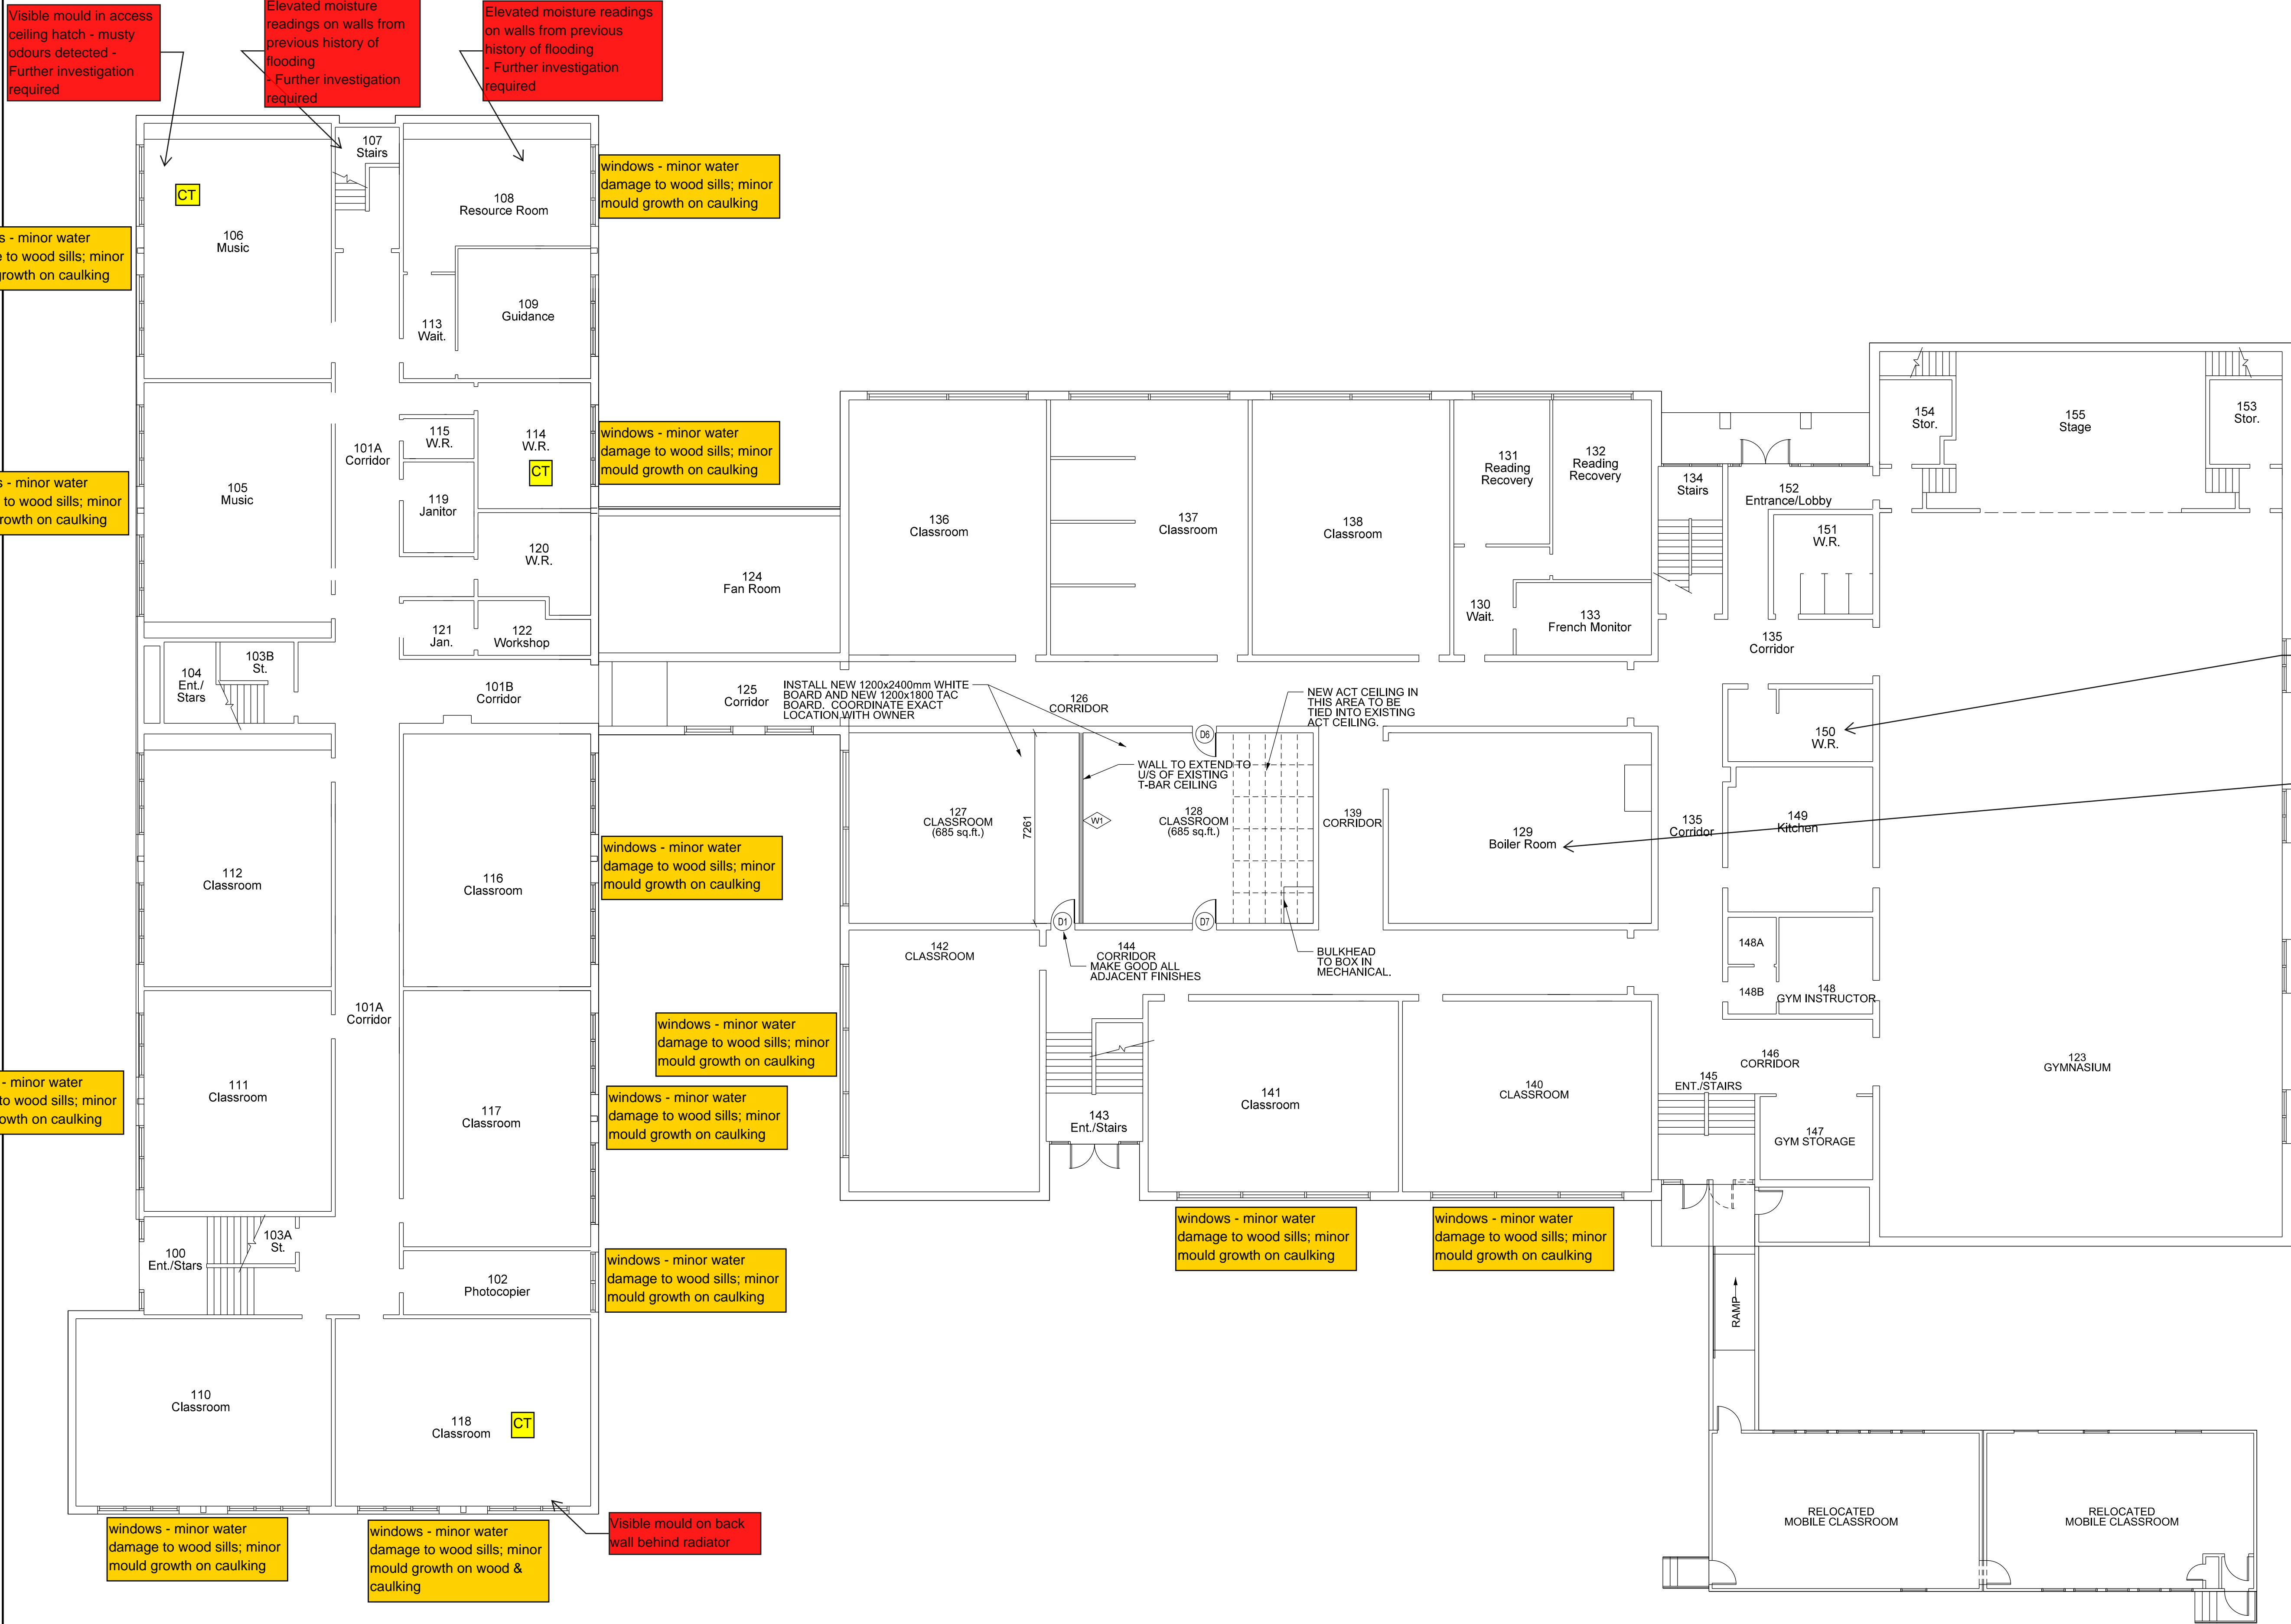 Visible mould in access
ceiling hatch - musty
odours detected -
Further investigation
required
Elevated moisture
readings on walls from
previous history of
flooding
- Further investigation
required
Elevated moisture readings
on walls from previous
history of flooding
- Further investigation
required
107
Stairs
windows - minor water
damage to wood sills; minor
mould growth on caulking
CT
108
Resource Room
106
Music
s - minor water
to wood sills; minor
growth on caulking
109
Guidance
113
Wait.
115
W.R.
114
W.R.
CT
windows - minor water
damage to wood sills; minor
mould growth on caulking
101A
Corridor
105
Music
s - minor water
to wood sills; minor
rowth on caulking
119
Janitor
120
W.R.
124
Fan Room
121
Jan.
122
Workshop
104
Ent./
Stars
103B
St.
101B
Corridor
136
Classroom
137
Classroom
138
Classroom
131
Reading
Recovery
132
Reading
Recovery
134
Stairs
152
Entrance/Lobby
151
W.R.
154
Stor.
155
Stage
153
Stor.
130
Wait.
133
French Monitor
135
Corridor
125
Corridor
INSTALL NEW 1200x2400mm WHITE
BOARD AND NEW 1200x1800 TAC
BOARD. COORDINATE EXACT
LOCATION WITH OWNER
126
CORRIDOR
NEW ACT CEILING IN
THIS AREA TO BE
TIED INTO EXISTING
ACT CEILING.
D6
WALL TO EXTEND TO
U/S OF EXISTING
T-BAR CEILING
150
W.R.
127
CLASSROOM
(685 sq.ft.)
7261
W1
128
CLASSROOM
(685 sq.ft.)
139
CORRIDOR
129
Boiler Room
135
Corridor
149
Kitchen
112
Classroom
116
Classroom
windows - minor water
damage to wood sills; minor
mould growth on caulking
D1
D7
142
CLASSROOM
144
CORRIDOR
MAKE GOOD ALL
ADJACENT FINISHES
BULKHEAD
TO BOX IN
MECHANICAL.
148A
148B
148
GYM INSTRUCTOR
101A
Corridor
windows - minor water
damage to wood sills; minor
mould growth on caulking
146
CORRIDOR
123
GYMNASIUM
- minor water
to wood sills; minor
owth on caulking
111
Classroom
117
Classroom
windows - minor water
damage to wood sills; minor
mould growth on caulking
143
Ent./Stairs
141
Classroom
140
CLASSROOM
145
ENT./STAIRS
147
GYM STORAGE
100
Ent./Stars
103A
St.
102
Photocopier
windows - minor water
damage to wood sills; minor
mould growth on caulking
windows - minor water
damage to wood sills; minor
mould growth on caulking
windows - minor water
damage to wood sills; minor
mould growth on caulking
RAMP
110
Classroom
118
Classroom
CT
windows - minor water
damage to wood sills; minor
mould growth on caulking
windows - minor water
damage to wood sills; minor
mould growth on wood &
caulking
Visible mould on back
wall behind radiator
RELOCATED
MOBILE CLASSROOM
RELOCATED
MOBILE CLASSROOM